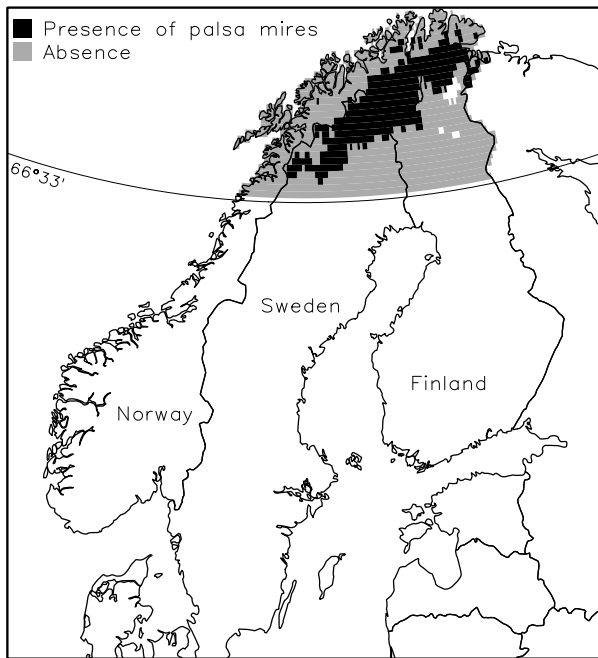 Presence of palsa mires
Absence
66°33'
Sweden
Finland
Norway